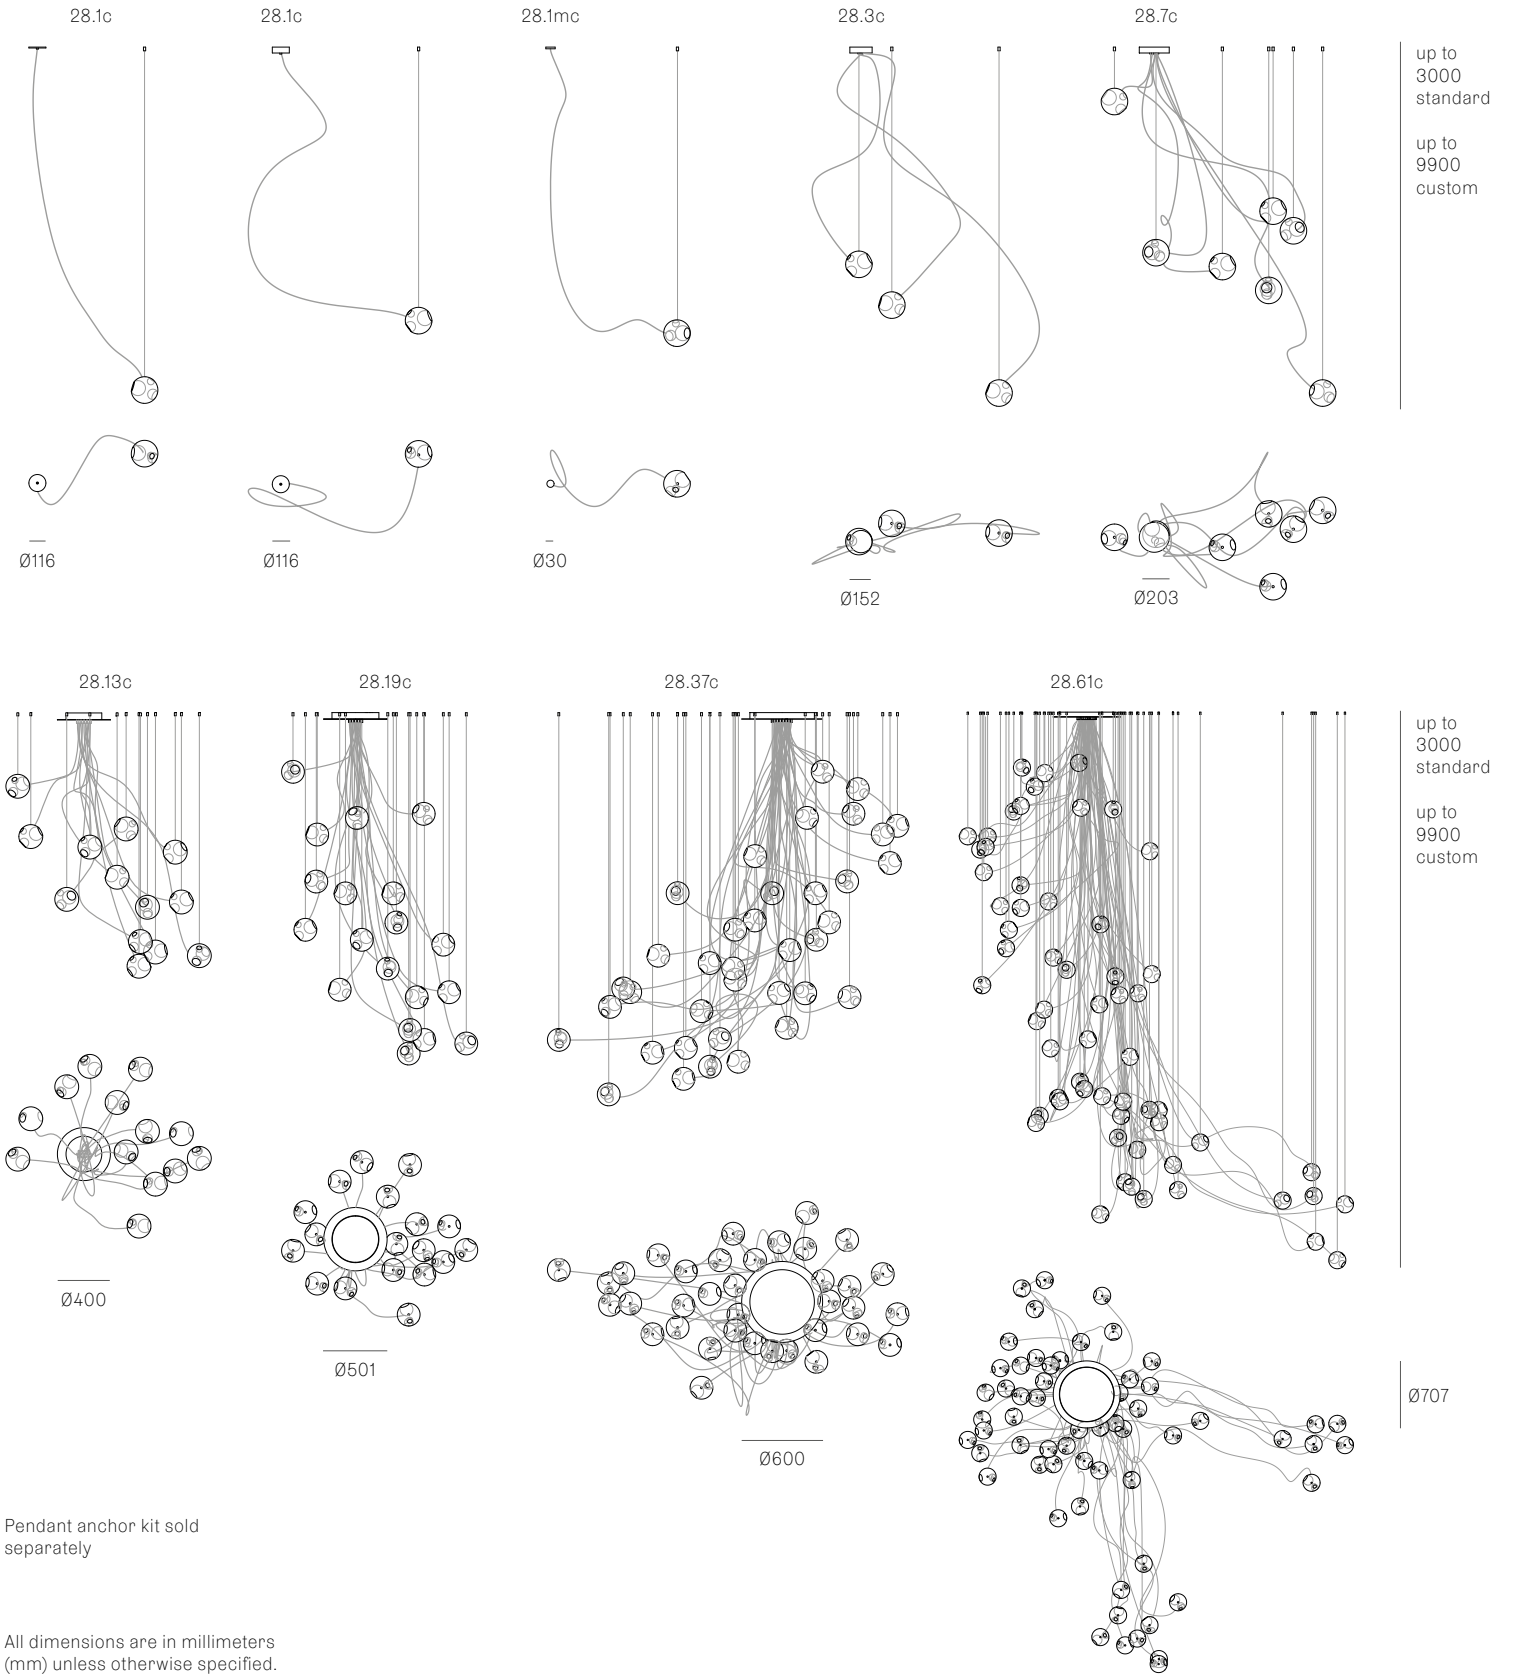 28.1c
28.1c
28.1mc
28.3c
28.7c
up to
3000
standard
up to
9900
custom
Ø116
Ø116
Ø30
Ø152
Ø203
28.13c
28.19c
28.37c
28.61c
up to
3000
standard
up to
9900
custom
Ø400
Ø501
Ø600
Ø707
Pendant anchor kit sold
separately
All dimensions are in millimeters
(mm) unless otherwise specified.